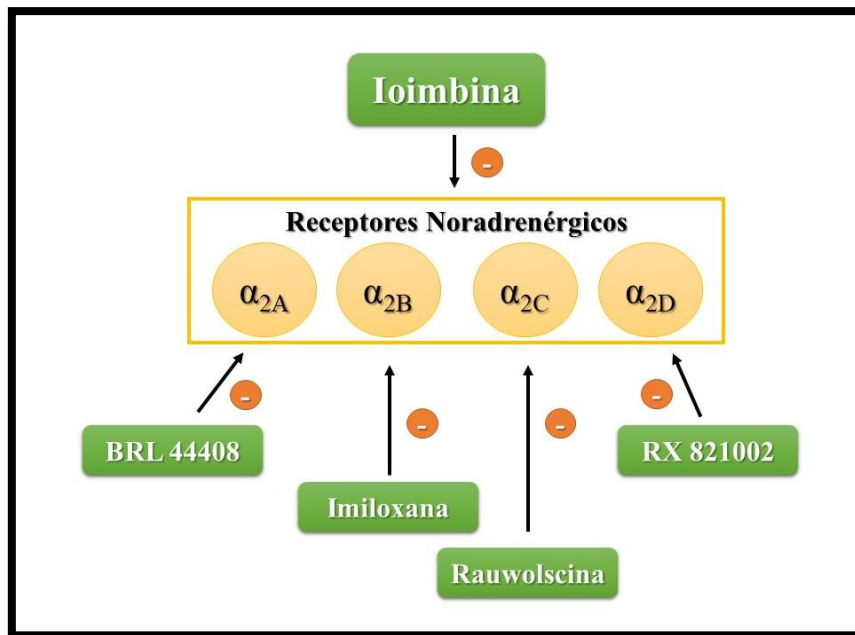 Ioimbina
-
Receptores Noradrenérgicos
α2A α2B α2C α2D
- - - -
BRL 44408 RX 821002
Imiloxana
Rauwolscina